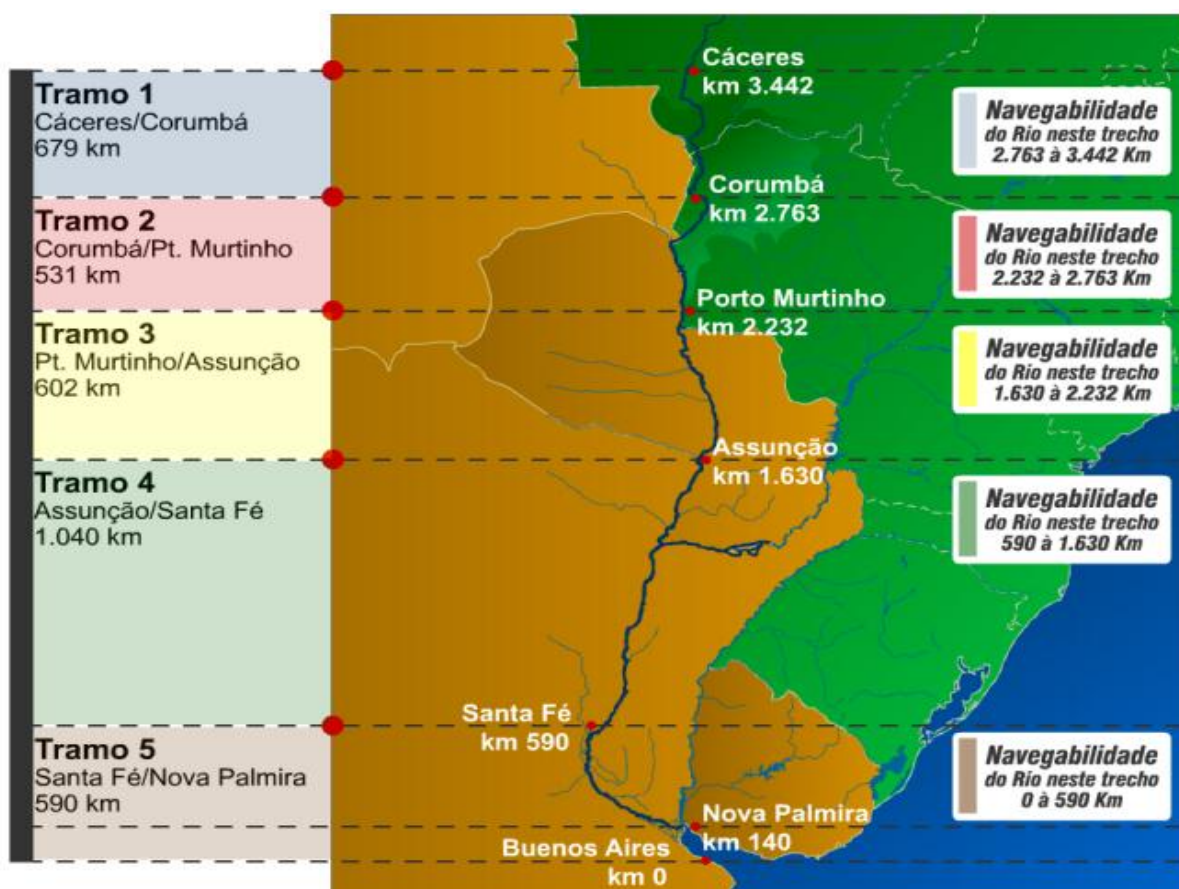 Tramo 1
Cáceres/Corumbá
679 km
Tramo 2
Corumbá/Pt. Murtinho
531 km
Tramo 3
Pt. Murtinho/Assunção
602 km
Tramo 4
Assunção/Santa Fé
1.040 km
Tramo 5
Santa Fé/Nova Palmira
590 km
Cáceres
km 3.442
Corumbá
km 2.763
Porto Murtinho
km 2.232
Assunção
km 1.630
Santa Fé
km 590
Nova Palmira
km 140
Buenos Aires
km 0
Navegabilidade
do Rio neste trecho
2.763 à 3.442 Km
Navegabilidade
do Rio neste trecho
2.232 à 2.763 Km
Navegabilidade
do Rio neste trecho
1.630 à 2.232 Km
Navegabilidade
do Rio neste trecho
590 à 1.630 Km
Navegabilidade
do Rio neste trecho
0 à 590 Km